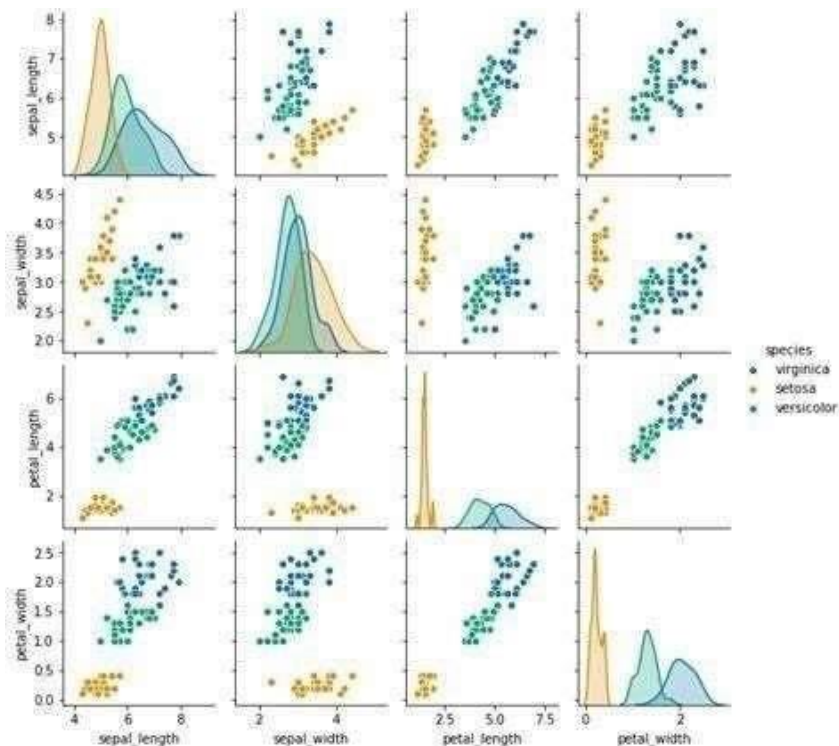 8
7
6
5
sepal_length
4.5
4.0
3.5
3.0
2.5
2.0
sepal_width
6
4
2
petal_length
2.5
2.0
1.5
1.0
0.5
0.0
petal_width
4 6 8
sepal_length
2 4
sepal_width
2.5 5.0 7.5
petal_length
0 2
petal_width
species
virginica
setosa
versicolor